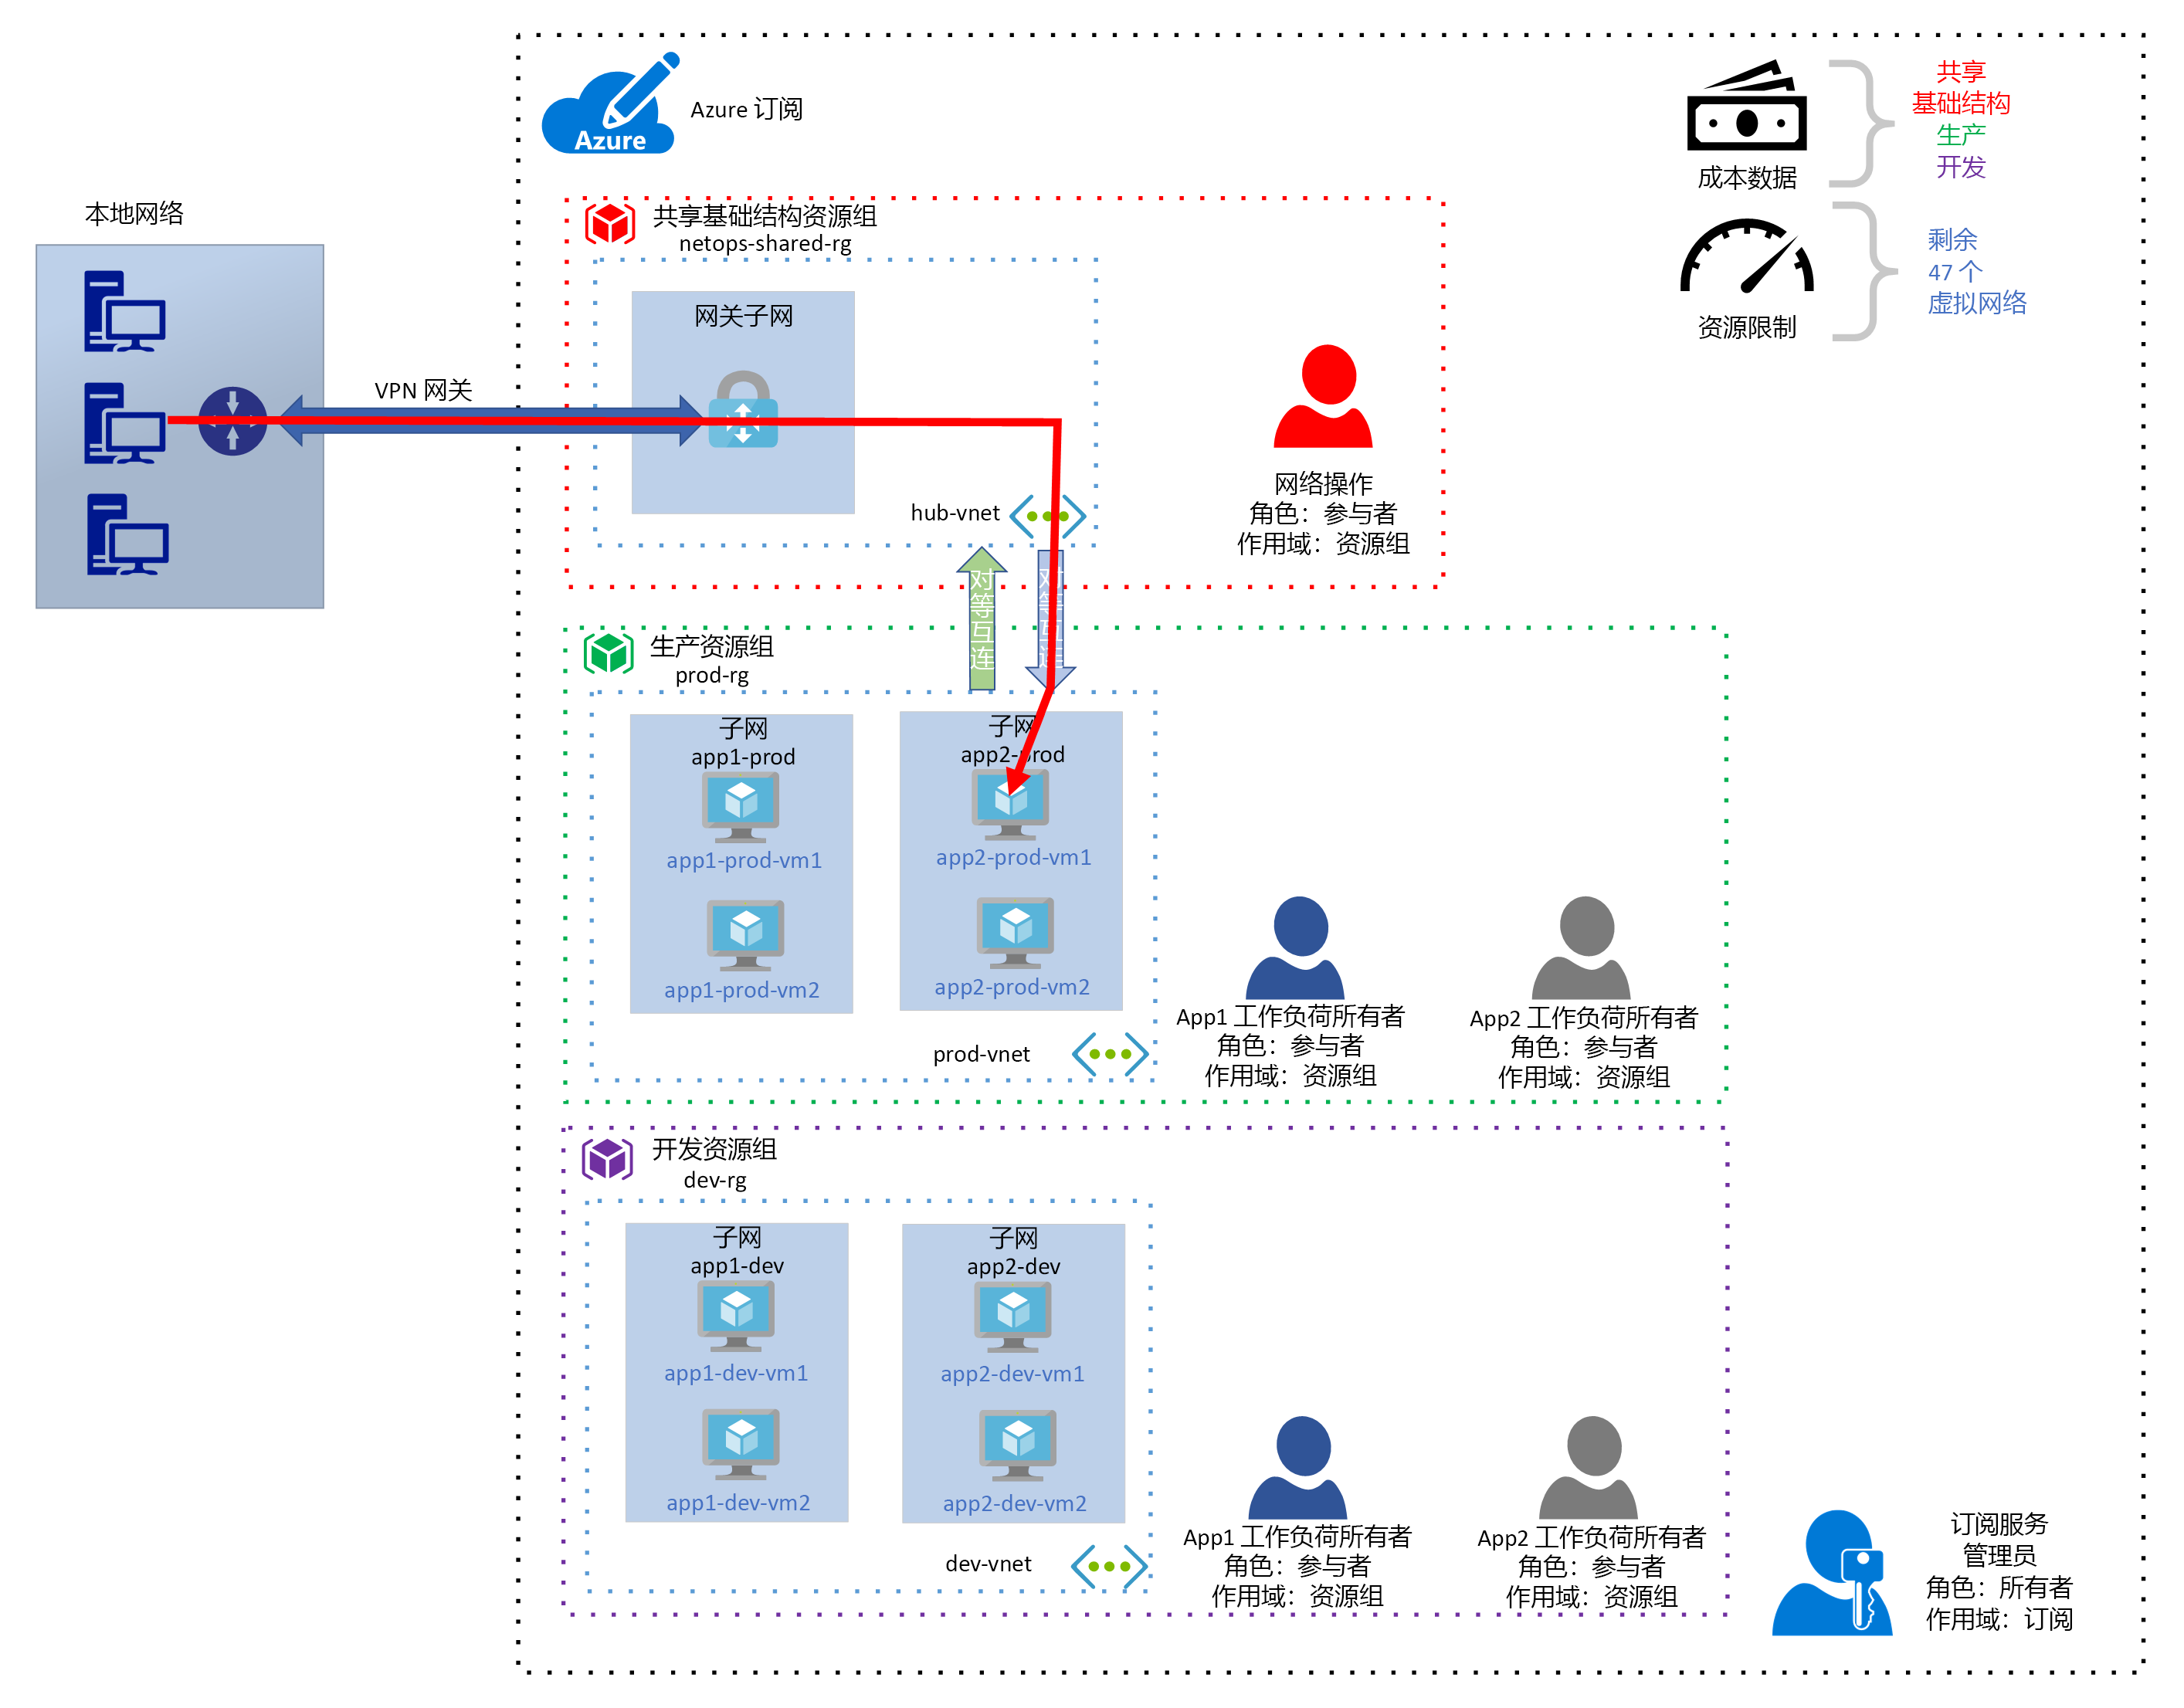 Azure
Azure 订阅
成本数据
共享
基础结构
生产
开发
资源限制
剩余
47 个
虚拟网络
本地网络
VPN 网关
共享基础结构资源组
netops-shared-rg
网关子网
hub-vnet
网络操作
角色：参与者
作用域：资源组
对等互连
对等互连
生产资源组
prod-rg
子网
app1-prod
app1-prod-vm1
app1-prod-vm2
子网
app2-prod
app2-prod-vm1
app2-prod-vm2
prod-vnet
App1 工作负荷所有者
角色：参与者
作用域：资源组
App2 工作负荷所有者
角色：参与者
作用域：资源组
开发资源组
dev-rg
子网
app1-dev
app1-dev-vm1
app1-dev-vm2
子网
app2-dev
app2-dev-vm1
app2-dev-vm2
dev-vnet
App1 工作负荷所有者
角色：参与者
作用域：资源组
App2 工作负荷所有者
角色：参与者
作用域：资源组
订阅服务
管理员
角色：所有者
作用域：订阅